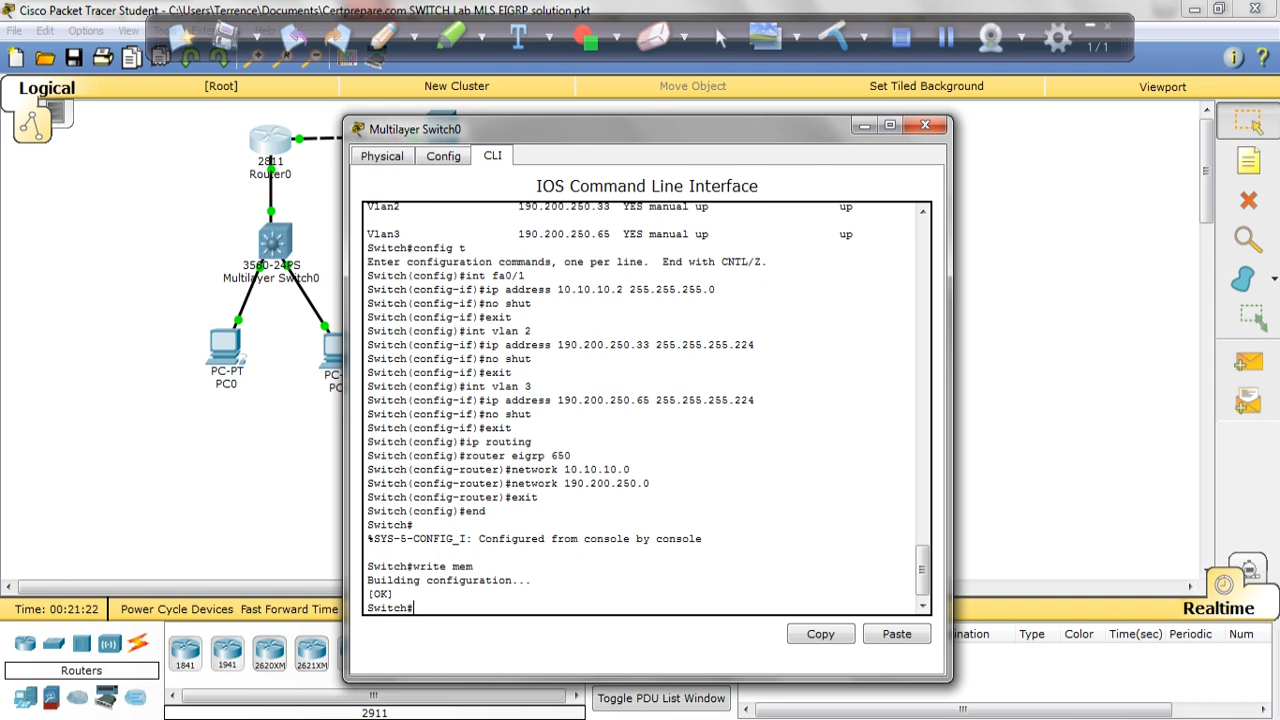 Cisco Packet Tracer Student - C:\Users\Terrence\Documents\Certprepare.com SWITCH Lab MLS EIGRP solution.pkt
File Edit Options View Tools
1/1
Logical [Root] New Cluster Move Object Set Tiled Background Viewport
2811
Router0
3560-24PS
Multilayer Switch0
PC-PT
PC0
Multilayer Switch0
Physical Config CLI
IOS Command Line Interface
Vlan2 190.200.250.33 YES manual up up
Vlan3 190.200.250.65 YES manual up up
Switch#config t
Enter configuration commands, one per line. End with CNTL/Z.
Switch(config)#int fa0/1
Switch(config-if)#ip address 10.10.10.2 255.255.255.0
Switch(config-if)#no shut
Switch(config-if)#exit
Switch(config)#int vlan 2
Switch(config-if)#ip address 190.200.250.33 255.255.255.224
Switch(config-if)#no shut
Switch(config-if)#exit
Switch(config)#int vlan 3
Switch(config-if)#ip address 190.200.250.65 255.255.255.224
Switch(config-if)#no shut
Switch(config-if)#exit
Switch(config)#ip routing
Switch(config)#router eigrp 650
Switch(config-router)#network 10.10.10.0
Switch(config-router)#network 190.200.250.0
Switch(config-router)#exit
Switch(config)#end
Switch#
%SYS-5-CONFIG_I: Configured from console by console
Switch#write mem
Building configuration...
[OK]
Switch#
Copy Paste
Time: 00:21:22 Power Cycle Devices Fast Forward Time
Realtime
Routers
1841 1941 2620XM 2621XM
2911
Toggle PDU List Window
Type Color Time(sec) Periodic Num